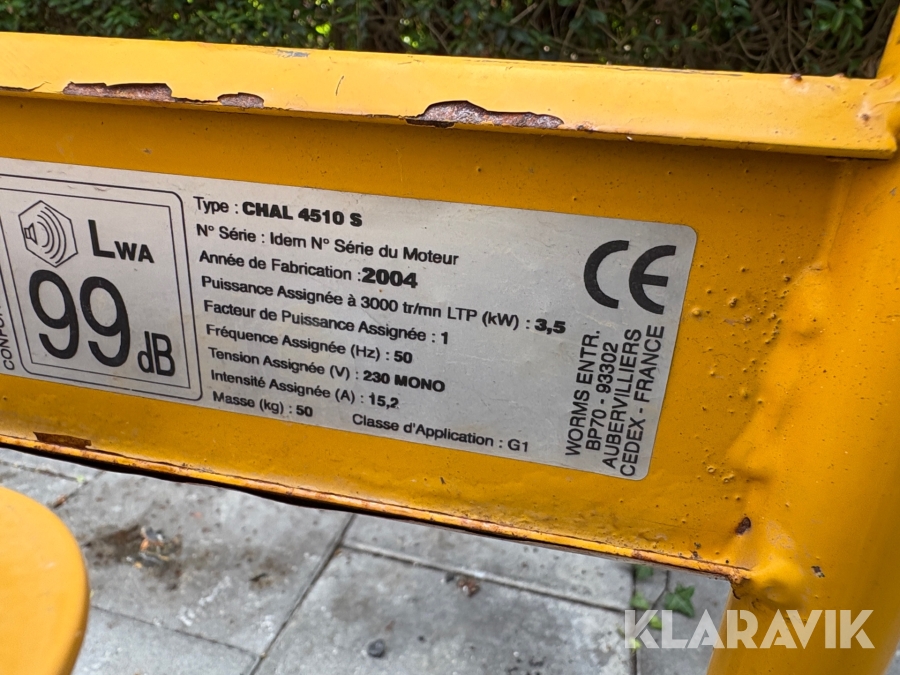 LWA
99 dB
CONFOR
Type : CHAL 4510 S
N° Série : Idem N° Série du Moteur
Année de Fabrication : 2004
Puissance Assignée à 3000 tr/mn LTP (kW) : 3,5
Facteur de Puissance Assignée : 1
Fréquence Assignée (Hz) : 50
Tension Assignée (V) : 230 MONO
Intensité Assignée (A) : 15,2
Masse (kg) : 50
Classe d'Application : G1
CE
WORMS ENTR.
BP70 - 93302
AUBERVILLIERS
CEDEX - FRANCE
KLARAVIK